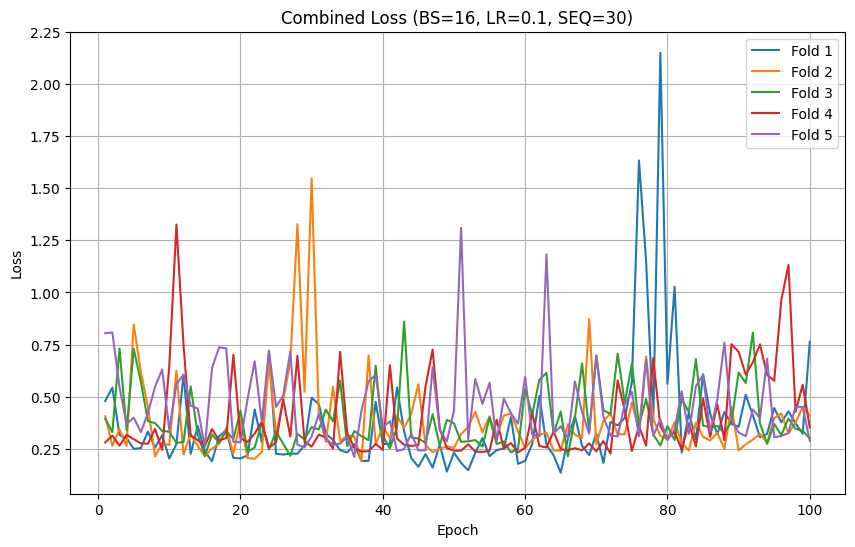 Combined Loss (BS=16, LR=0.1, SEQ=30)
2.25
2.00
1.75
1.50
1.25
1.00
0.75
0.50
0.25
Loss
Fold 1
Fold 2
Fold 3
Fold 4
Fold 5
0
20
40
60
80
100
Epoch